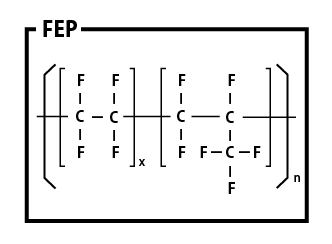 FEP
F F F F
C – C C C
F F x F F – C – F n
F